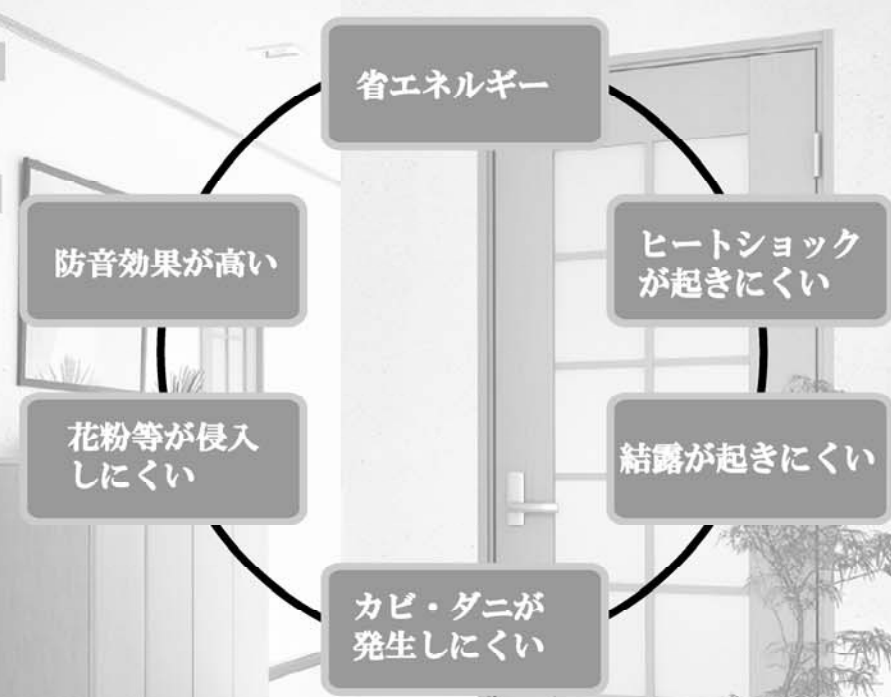 省エネルギー
ヒートショック
が起きにくい
結露が起きにくい
カビ・ダニが
発生しにくい
花粉等が侵入
しにくい
防音効果が高い